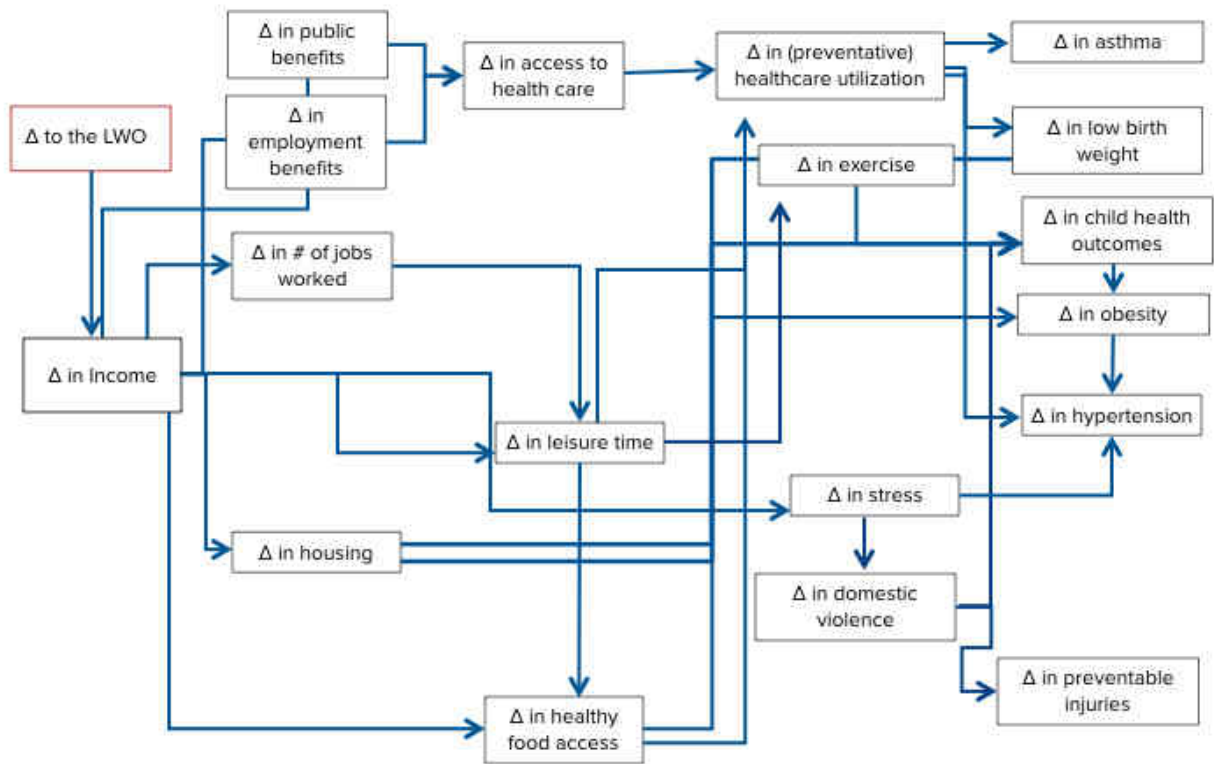 Δ in public
benefits
Δ in access to
health care
Δ in (preventative)
healthcare utilization
Δ in asthma
Δ to the LWO
Δ in
employment
benefits
Δ in low birth
weight
Δ in exercise
Δ in child health
outcomes
Δ in # of jobs
worked
Δ in obesity
Δ in Income
Δ in hypertension
Δ in leisure time
Δ in stress
Δ in housing
Δ in domestic
violence
Δ in preventable
injuries
Δ in healthy
food access